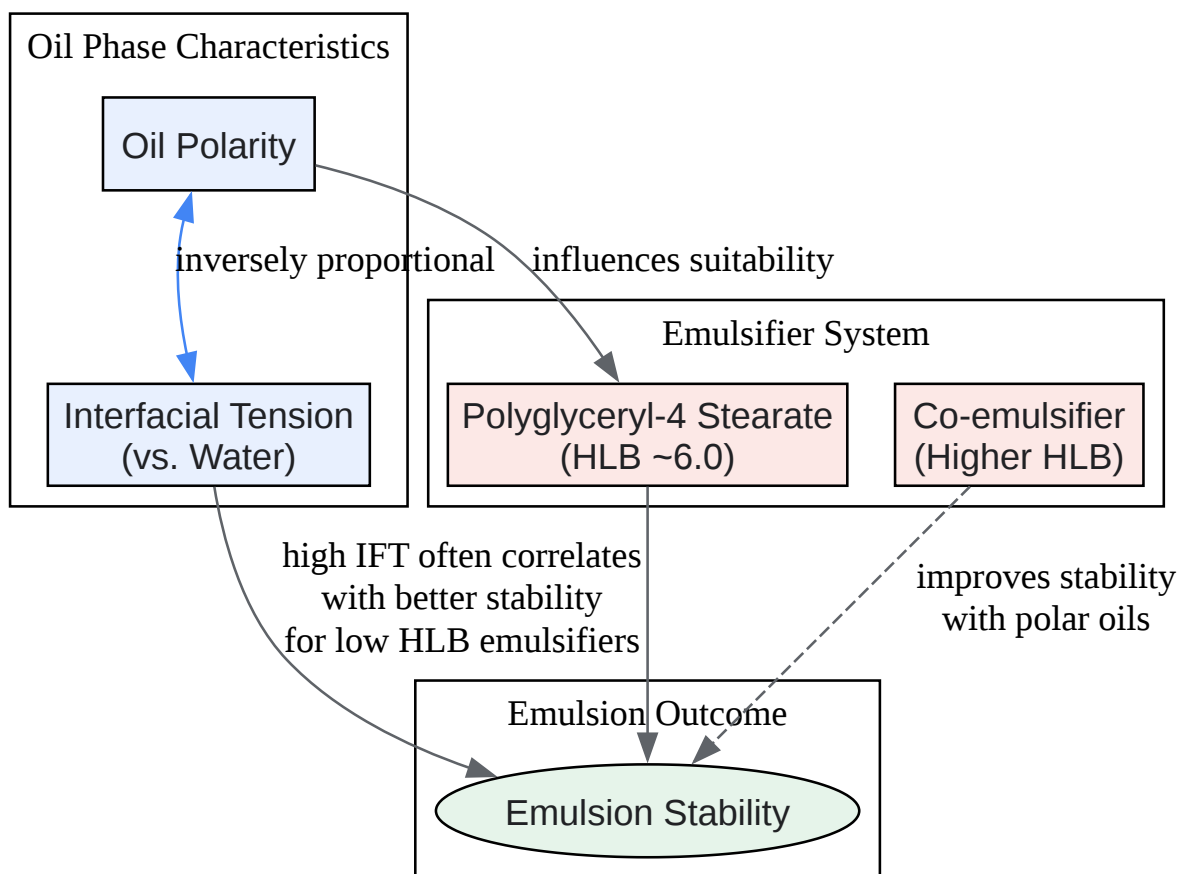 Oil Phase Characteristics
Oil Polarity
inversely proportional
influences suitability
Emulsifier System
Interfacial Tension
(vs. Water)
Polyglyceryl-4 Stearate
(HLB ~6.0)
Co-emulsifier
(Higher HLB)
high IFT often correlates
with better stability
for low HLB emulsifiers
improves stability
with polar oils
Emulsion Outcome
Emulsion Stability